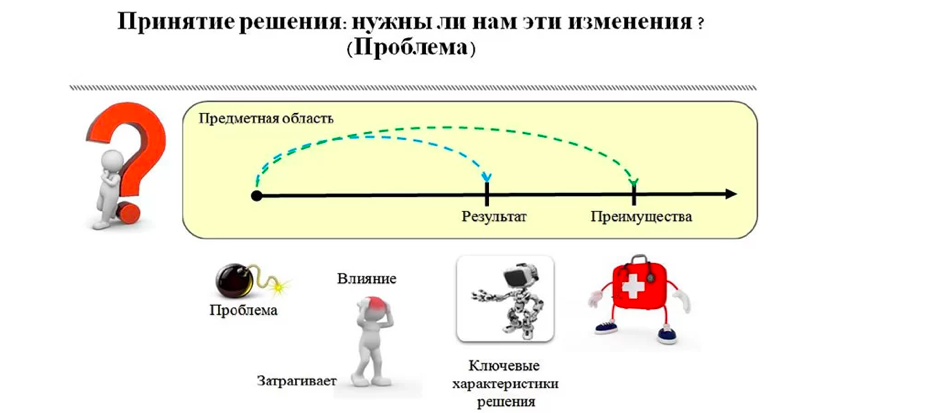 Принятие решения: нужны ли нам эти изменения ?
(Проблема)
Предметная область
Результат
Преимущества
Проблема
Влияние
Затрагивает
Ключевые
характеристики
решения